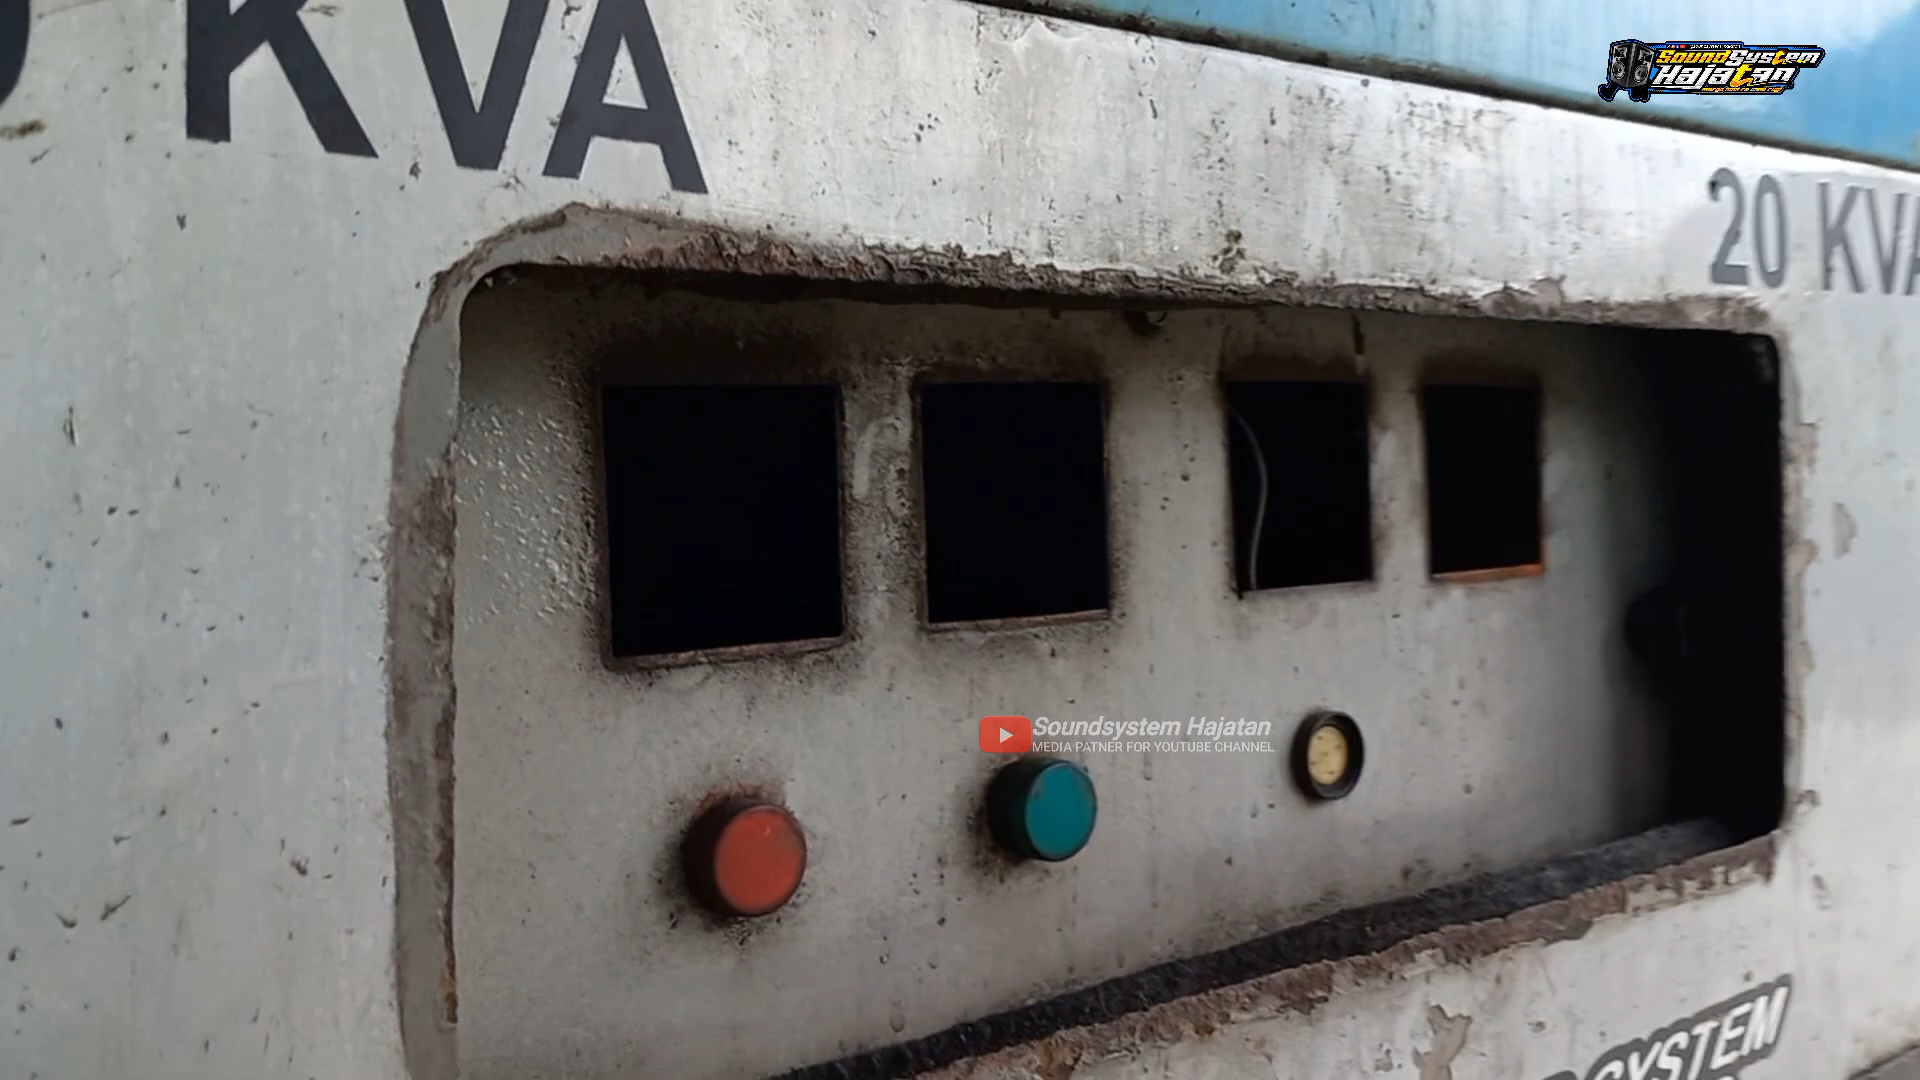 KVA
SoundSystem
Hajatan
20 KVA
Soundsystem Hajatan
MEDIA PATNER FOR YOUTUBE CHANNEL
SYSTEM